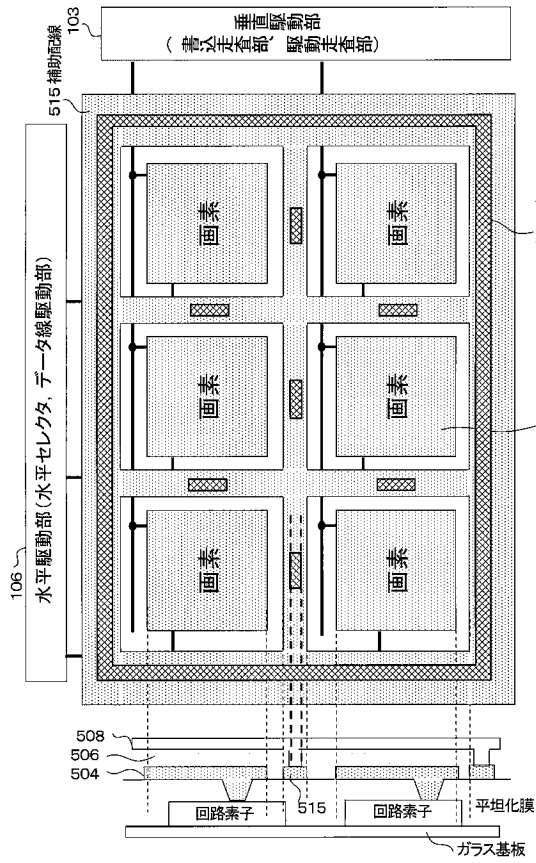 106
水平駆動部(水平セレクタ, データ線駆動部)
515 補助配線
103
垂直駆動部
(書込走査部、駆動走査部)
画素
画素
画素
画素
画素
画素
508
506
504
515
回路素子
回路素子
平坦化膜
ガラス基板